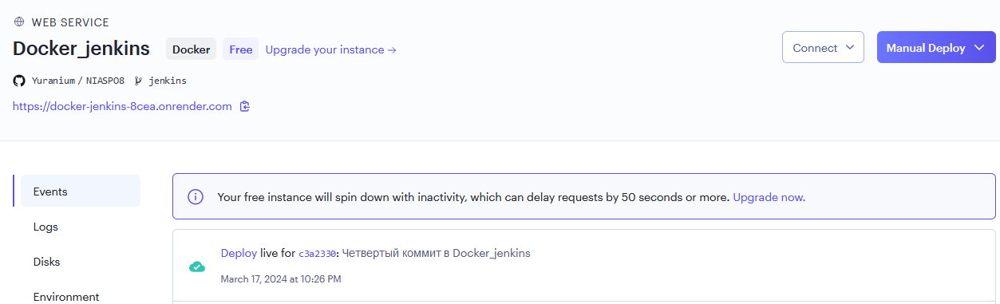 WEB SERVICE
Docker_jenkins Docker Free Upgrade your instance → Connect Manual Deploy
Yuranium / NIASPO8 jenkins
https://docker-jenkins-8cea.onrender.com
Events
Your free instance will spin down with inactivity, which can delay requests by 50 seconds or more. Upgrade now.
Logs
Deploy live for c3a2330: Четвертый коммит в Docker_jenkins
Disks
March 17, 2024 at 10:26 PM
Environment